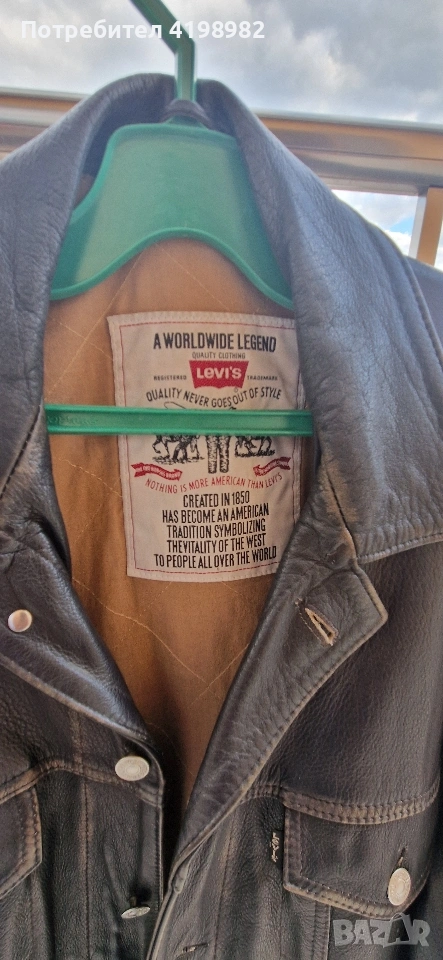 Потребител 4198982
A WORLDWIDE LEGEND
QUALITY CLOTHING
REGISTERED LEVI'S TRADEMARK
QUALITY NEVER GOES OUT OF STYLE
NOTHING IS MORE AMERICAN THAN LEVI'S
CREATED IN 1850
HAS BECOME AN AMERICAN
TRADITION SYMBOLIZING
THE VITALITY OF THE WEST
TO PEOPLE ALL OVER THE WORLD
BAZAR